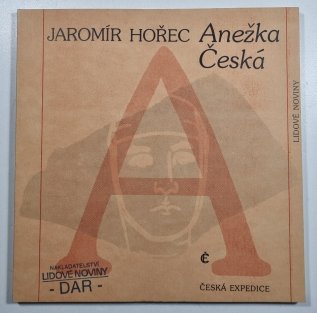 JAROMÍR HOŘEC Anežka
Česká
LIDOVÉ NOVINY
A
NAKLADATELSTVÍ
LIDOVÉ NOVINY
- DAR -
Č
ČESKÁ EXPEDICE